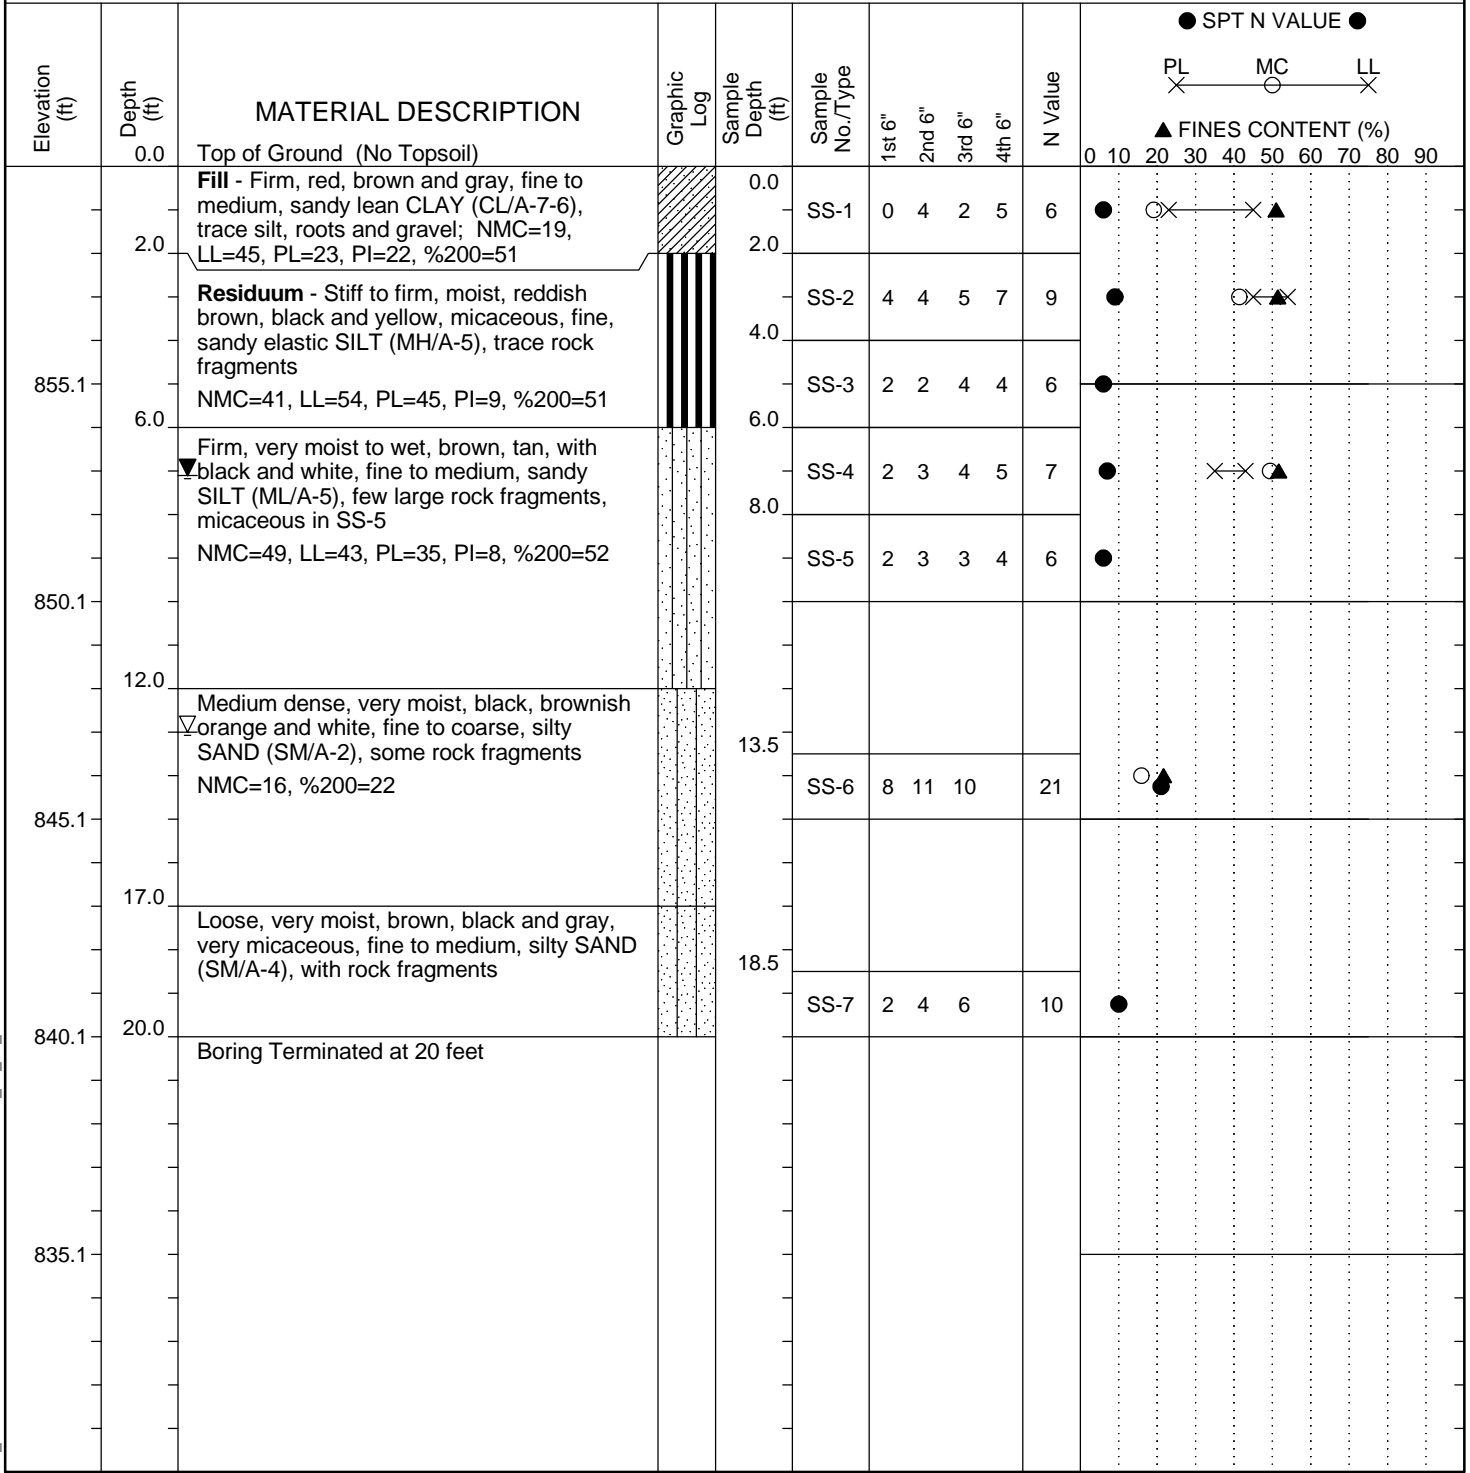 ● SPT N VALUE ●
PL MC LL
▲ FINES CONTENT (%)
0 10 20 30 40 50 60 70 80 90
Elevation
(ft)
Depth
(ft)
MATERIAL DESCRIPTION
Graphic
Log
Sample
Depth
(ft)
Sample
No./Type
1st 6"
2nd 6"
3rd 6"
4th 6"
N Value
0.0 Top of Ground (No Topsoil)
Fill - Firm, red, brown and gray, fine to
medium, sandy lean CLAY (CL/A-7-6),
trace silt, roots and gravel; NMC=19,
LL=45, PL=23, PI=22, %200=51
0.0
SS-1 0 4 2 5 6
2.0
2.0
Residuum - Stiff to firm, moist, reddish
brown, black and yellow, micaceous, fine,
sandy elastic SILT (MH/A-5), trace rock
fragments
NMC=41, LL=54, PL=45, PI=9, %200=51
SS-2 4 4 5 7 9
4.0
855.1
SS-3 2 2 4 4 6
6.0
6.0
Firm, very moist to wet, brown, tan, with
black and white, fine to medium, sandy
SILT (ML/A-5), few large rock fragments,
micaceous in SS-5
NMC=49, LL=43, PL=35, PI=8, %200=52
SS-4 2 3 4 5 7
8.0
SS-5 2 3 3 4 6
850.1
12.0
Medium dense, very moist, black, brownish
orange and white, fine to coarse, silty
SAND (SM/A-2), some rock fragments
NMC=16, %200=22
13.5
SS-6 8 11 10 21
845.1
17.0
Loose, very moist, brown, black and gray,
very micaceous, fine to medium, silty SAND
(SM/A-4), with rock fragments
18.5
SS-7 2 4 6 10
840.1
20.0
Boring Terminated at 20 feet
835.1